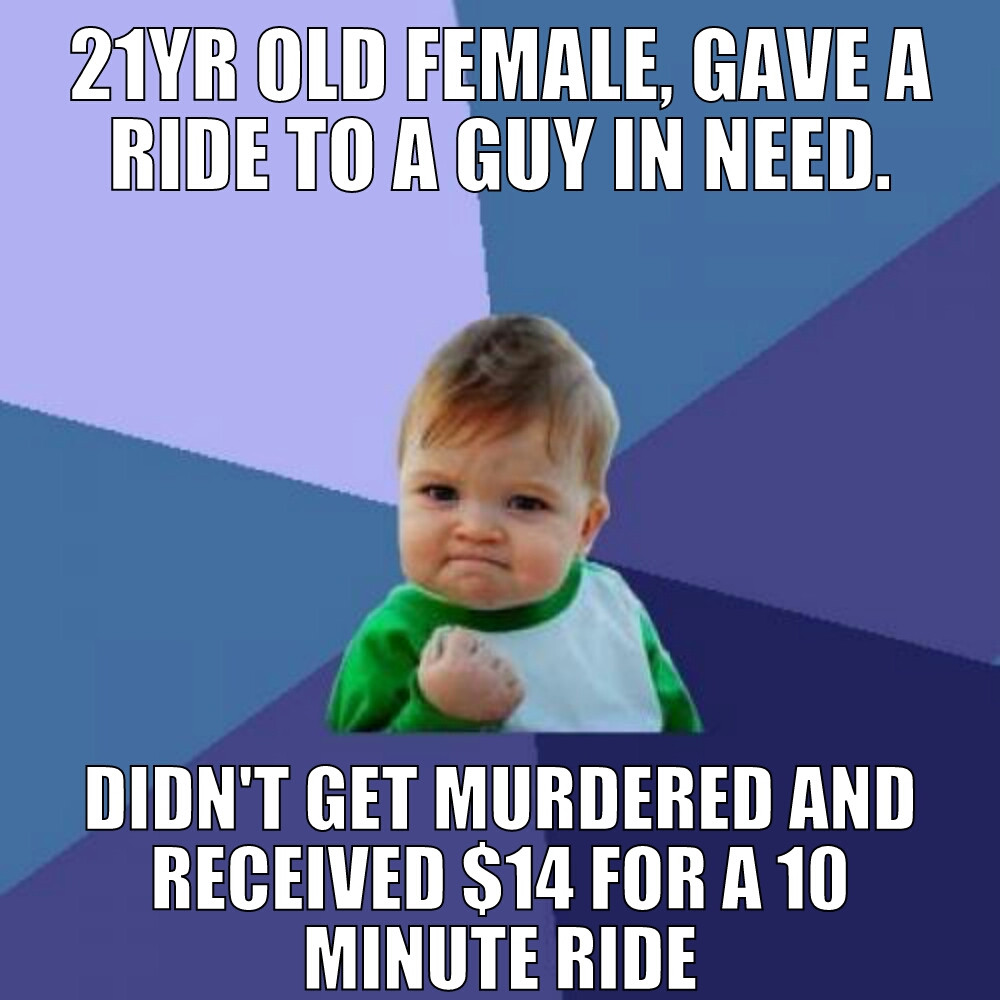 21YR OLD FEMALE, GAVE A
RIDE TO A GUY IN NEED.
DIDN'T GET MURDERED AND
RECEIVED $14 FOR A 10
MINUTE RIDE